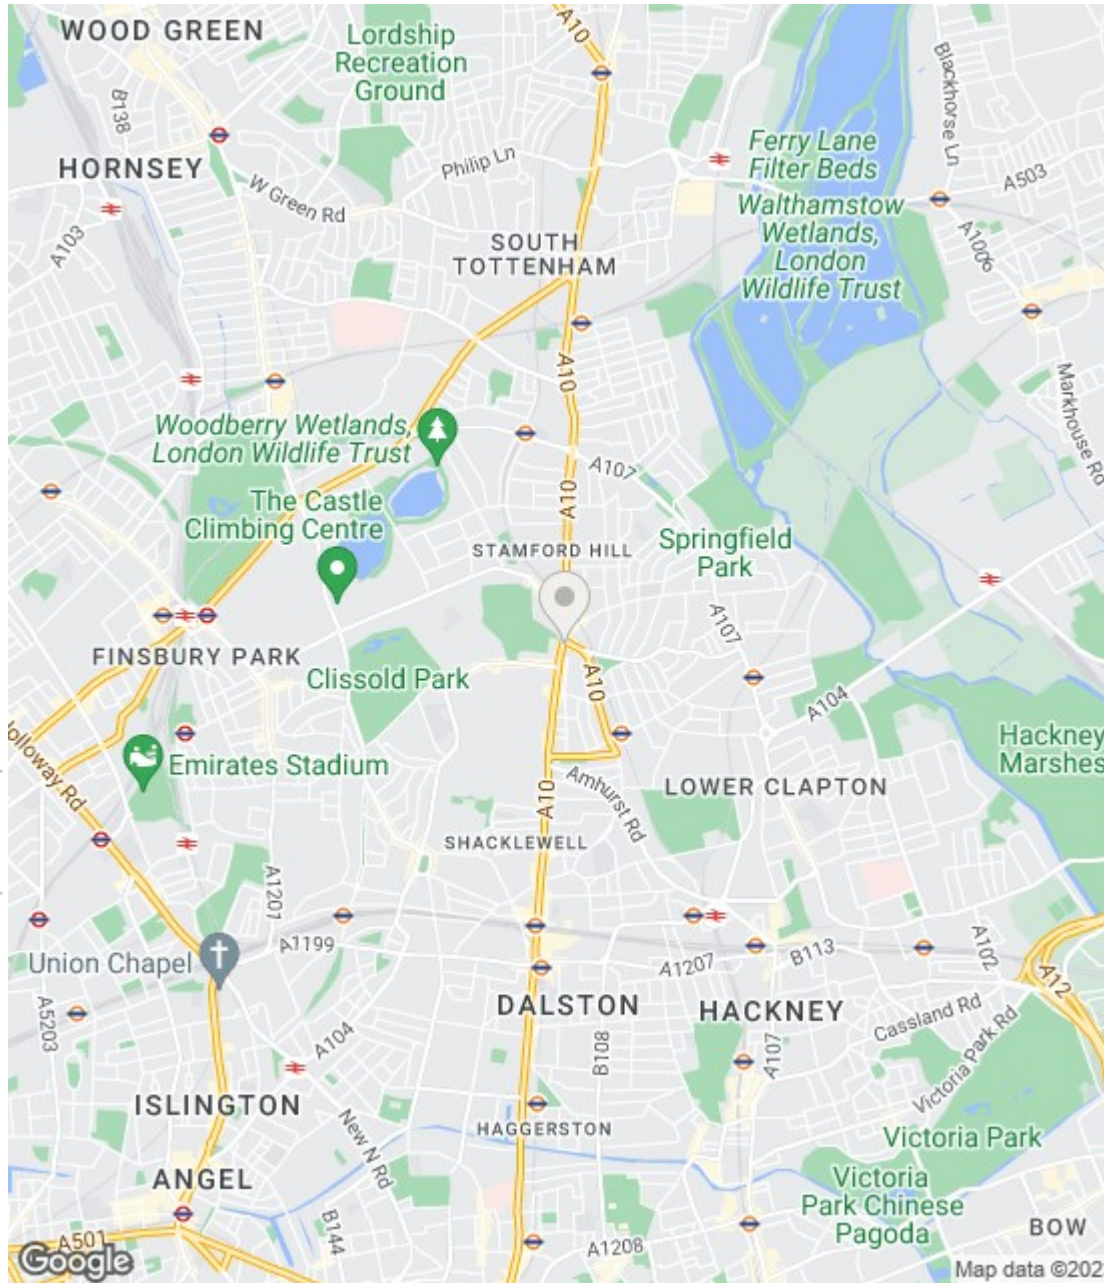 WOOD GREEN
Lordship
Recreation
Ground
A10
Blackhorse Ln
B138
Ferry Lane
Filter Beds
HORNSEY
Philip Ln
A503
W Green Rd
Walthamstow
Wetlands,
London
Wildlife Trust
A103
SOUTH
TOTTENHAM
A1006
A10
Markhouse Rd
Woodberry Wetlands,
London Wildlife Trust
A107
The Castle
Climbing Centre
A10
STAMFORD HILL
Springfield
Park
A107
FINSBURY PARK
Clissold Park
A10
A104
Holloway Rd
Emirates Stadium
Hackney
Marshes
A10
Amhurst Rd
LOWER CLAPTON
SHACKLEWELL
A1201
A1199
Union Chapel
A1207
B113
A102
A12
A5203
DALSTON
HACKNEY
Cassland Rd
A104
B108
A107
Victoria Park Rd
ISLINGTON
New N Rd
HAGGERSTON
Victoria Park
ANGEL
Victoria
Park Chinese
Pagoda
B144
BOW
A501
A1208
Google
Map data ©202